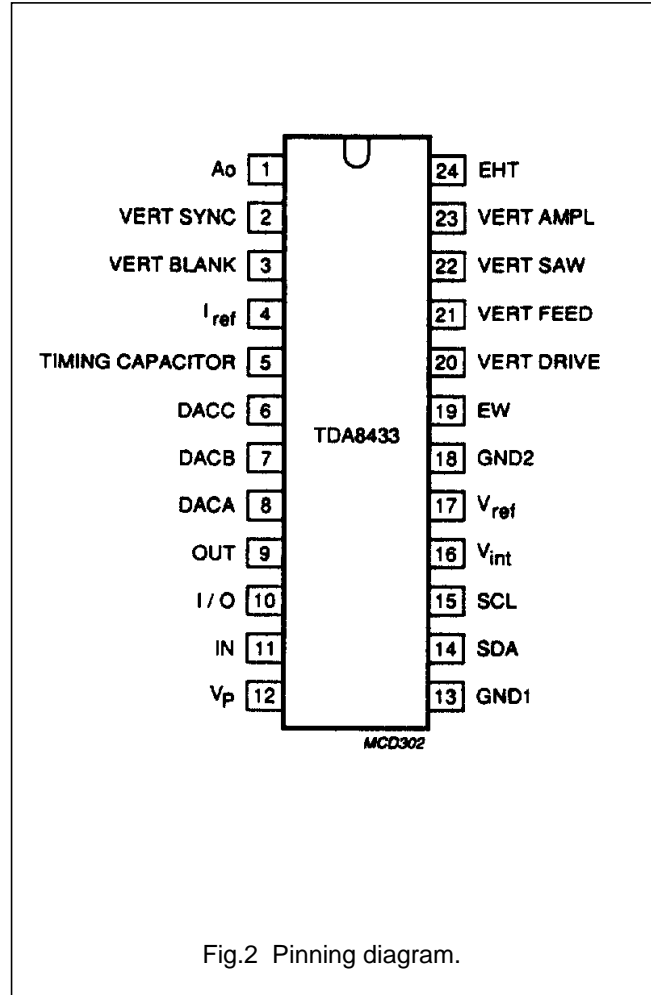 Ao 1 24 EHT
VERT SYNC 2 23 VERT AMPL
VERT BLANK 3 22 VERT SAW
Iref 4 21 VERT FEED
TIMING CAPACITOR 5 20 VERT DRIVE
DACC 6 19 EW
TDA8433
DACB 7 18 GND2
DACA 8 17 Vref
OUT 9 16 Vint
I / O 10 15 SCL
IN 11 14 SDA
VP 12 13 GND1
MCD302
Fig.2 Pinning diagram.